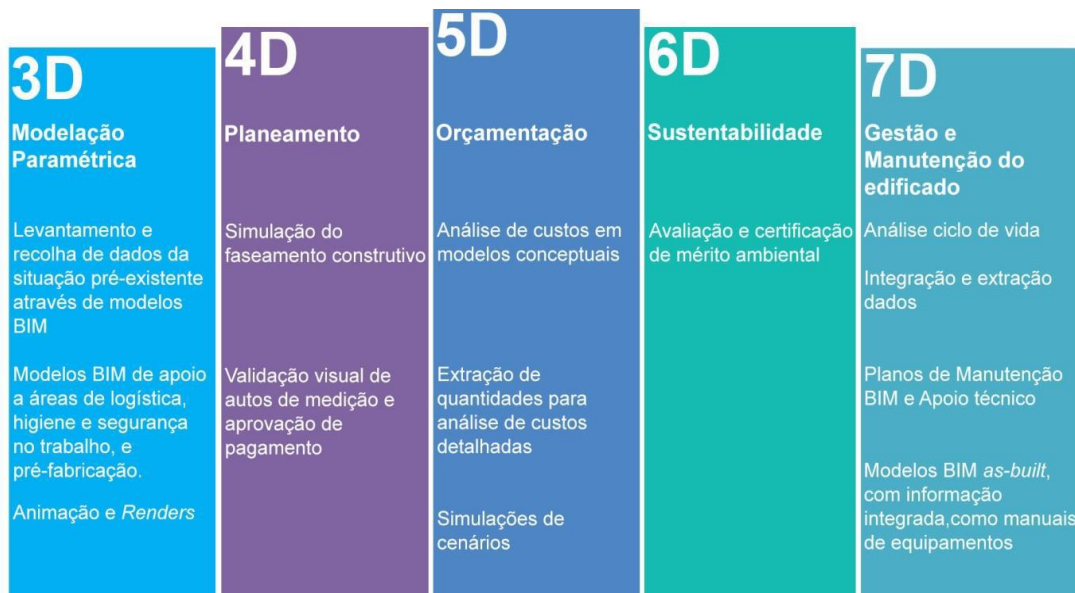 3D
Modelação
Paramétrica
Levantamento e
recolha de dados da
situação pré-existente
através de modelos
BIM
Modelos BIM de apoio
a áreas de logística,
higiene e segurança
no trabalho, e
pré-fabricação.
Animação e Renders
4D
Planeamento
Simulação do
faseamento construtivo
Validação visual de
autos de medição e
aprovação de
pagamento
5D
Orçamentação
Análise de custos em
modelos conceptuais
Extração de
quantidades para
análise de custos
detalhadas
Simulações de
cenários
6D
Sustentabilidade
Avaliação e certificação
de mérito ambiental
7D
Gestão e
Manutenção do
edificado
Análise ciclo de vida
Integração e extração
dados
Planos de Manutenção
BIM e Apoio técnico
Modelos BIM as-built,
com informação
integrada,como manuais
de equipamentos